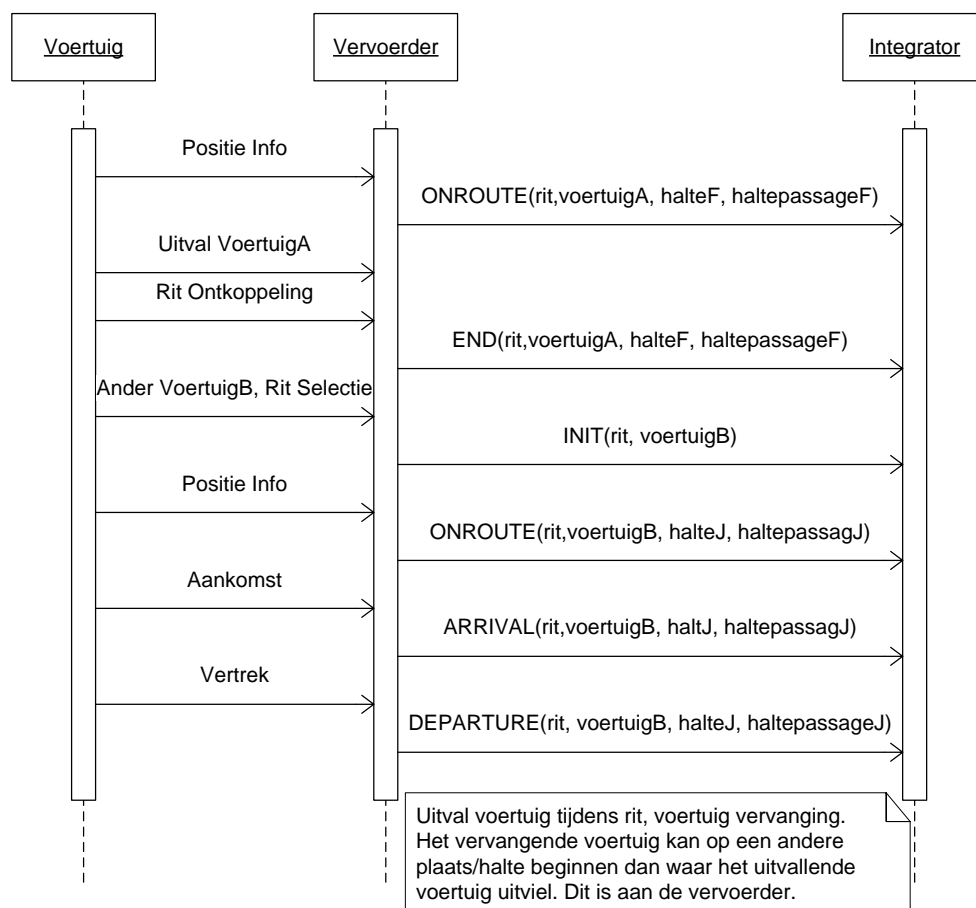 Voertuig
Vervoerder
Integrator
Positie Info
ONROUTE(rit,voertuigA, halteF, haltepassageF)
Uitval VoertuigA
Rit Ontkoppeling
END(rit,voertuigA, halteF, haltepassageF)
Ander VoertuigB, Rit Selectie
INIT(rit, voertuigB)
Positie Info
ONROUTE(rit,voertuigB, halteJ, haltepassagJ)
Aankomst
ARRIVAL(rit,voertuigB, haltJ, haltepassagJ)
Vertrek
DEPARTURE(rit, voertuigB, halteJ, haltepassageJ)
Uitval voertuig tijdens rit, voertuig vervanging.
Het vervangende voertuig kan op een andere
plaats/halte beginnen dan waar het uitvallende
voertuig uitviel. Dit is aan de vervoerder.